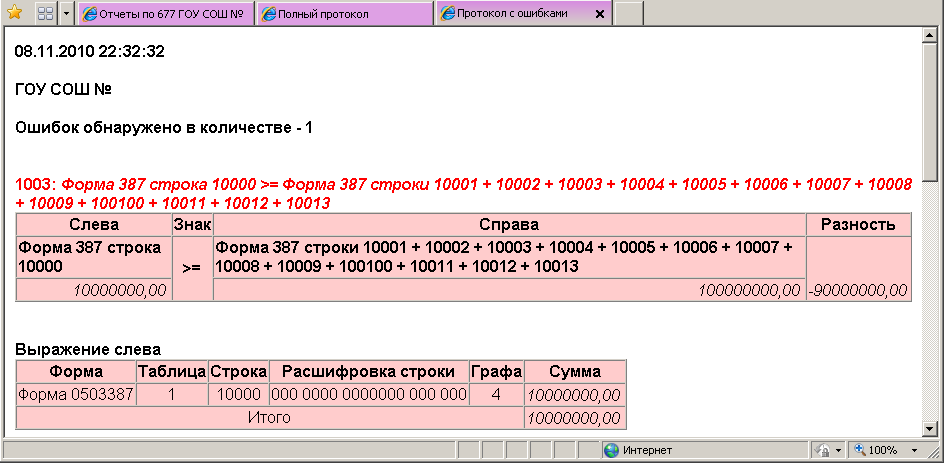 Отчеты по 677 ГОУ СОШ №
Полный протокол
Протокол с ошибками
08.11.2010 22:32:32
ГОУ СОШ №
Ошибок обнаружено в количестве - 1
1003: Форма 387 строка 10000 >= Форма 387 строки 10001 + 10002 + 10003 + 10004 + 10005 + 10006 + 10007 + 10008
+ 10009 + 100100 + 10011 + 10012 + 10013
Слева Знак Справа Разность
Форма 387 строка
10000
>=
Форма 387 строки 10001 + 10002 + 10003 + 10004 + 10005 + 10006 + 10007 +
10008 + 10009 + 100100 + 10011 + 10012 + 10013
10000000,00 100000000,00 -90000000,00
Выражение слева
Форма Таблица Строка Расшифровка строки Графа Сумма
Форма 0503387 1 10000 000 0000 0000000 000 000 4 10000000,00
Итого 10000000,00
Интернет 100%